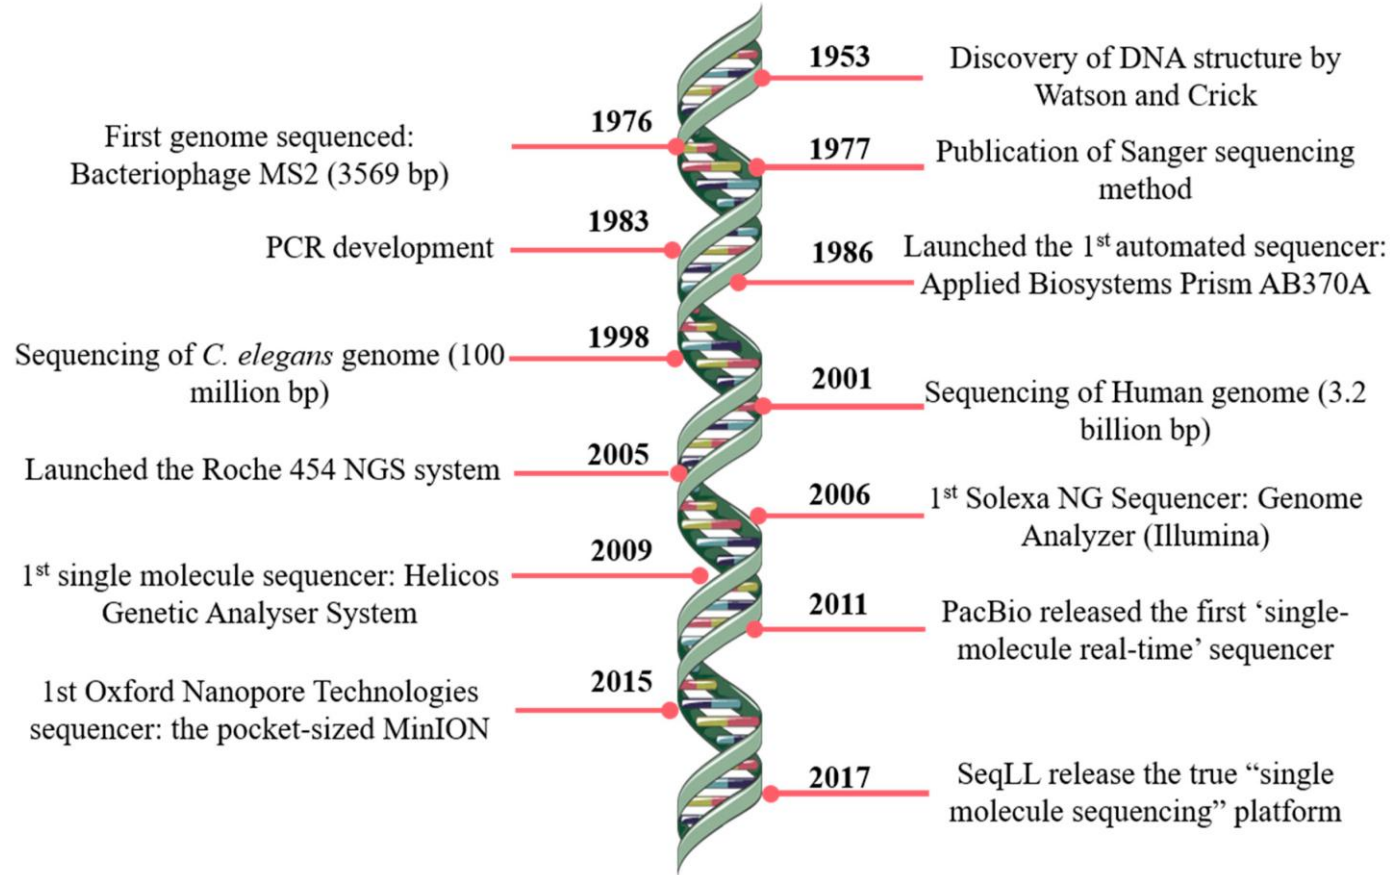 1953
Discovery of DNA structure by
Watson and Crick
1976
First genome sequenced:
Bacteriophage MS2 (3569 bp)
1977
Publication of Sanger sequencing
method
1983
PCR development
1986
Launched the 1st automated sequencer:
Applied Biosystems Prism AB370A
1998
Sequencing of C. elegans genome (100
million bp)
2001
Sequencing of Human genome (3.2
billion bp)
2005
Launched the Roche 454 NGS system
2006
1st Solexa NG Sequencer: Genome
Analyzer (Illumina)
2009
1st single molecule sequencer: Helicos
Genetic Analyser System
2011
PacBio released the first ‘single-
molecule real-time’ sequencer
2015
1st Oxford Nanopore Technologies
sequencer: the pocket-sized MinION
2017
SeqLL release the true “single
molecule sequencing” platform